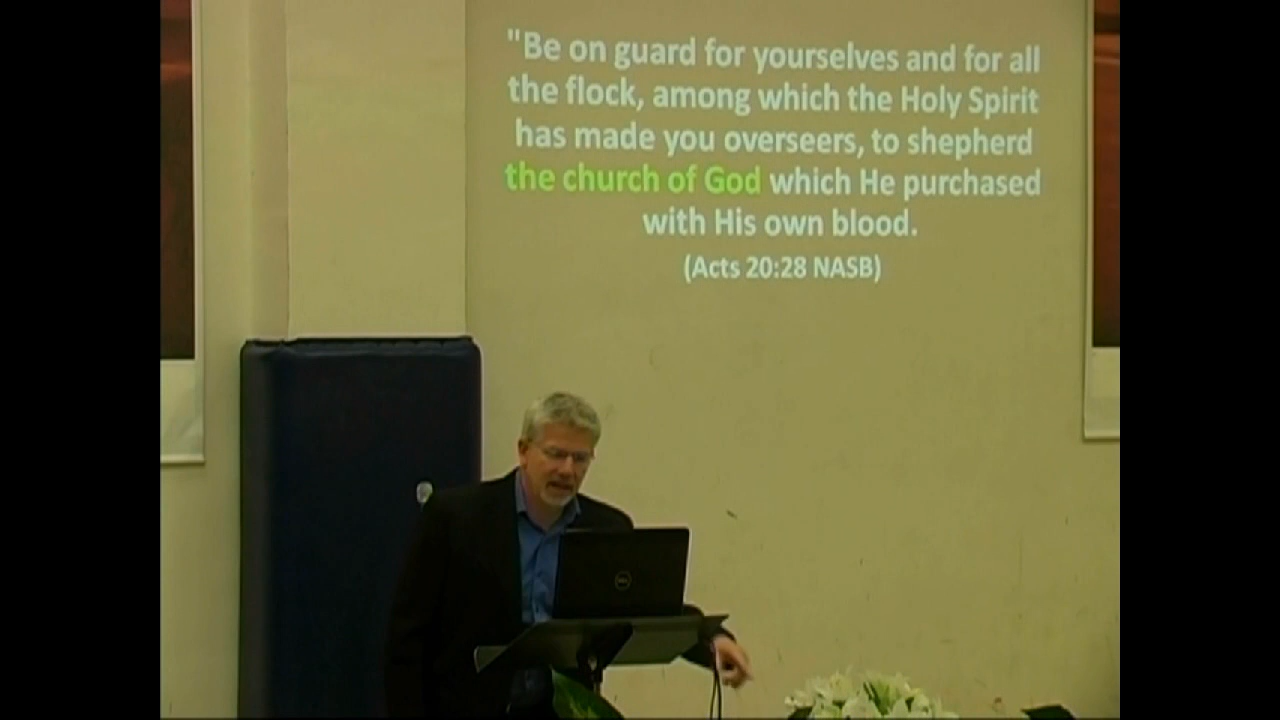 "Be on guard for yourselves and for all
the flock, among which the Holy Spirit
has made you overseers, to shepherd
the church of God which He purchased
with His own blood.
(Acts 20:28 NASB)
DELL